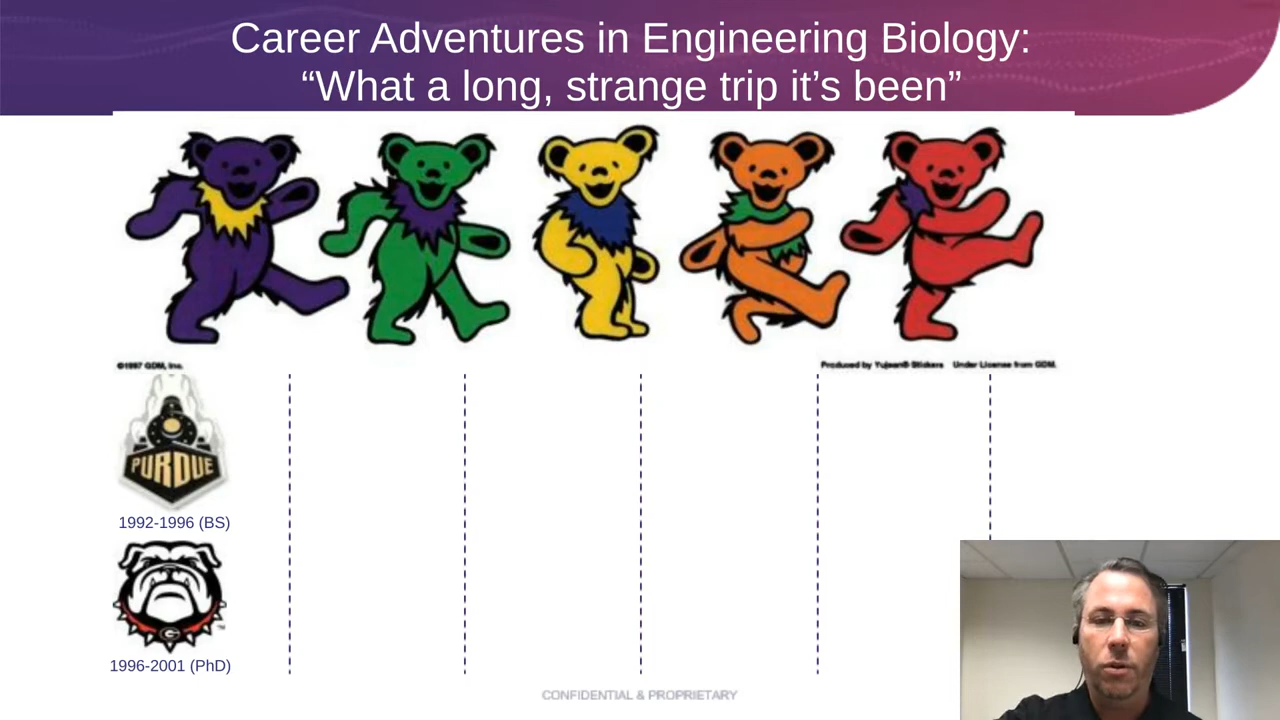 Career Adventures in Engineering Biology:
“What a long, strange trip it’s been”
©1997 GDM, Inc.
Produced by Yujean® Stickers Under License from GDM.
PURDUE
1992-1996 (BS)
G
TM
1996-2001 (PhD)
CONFIDENTIAL & PROPRIETARY